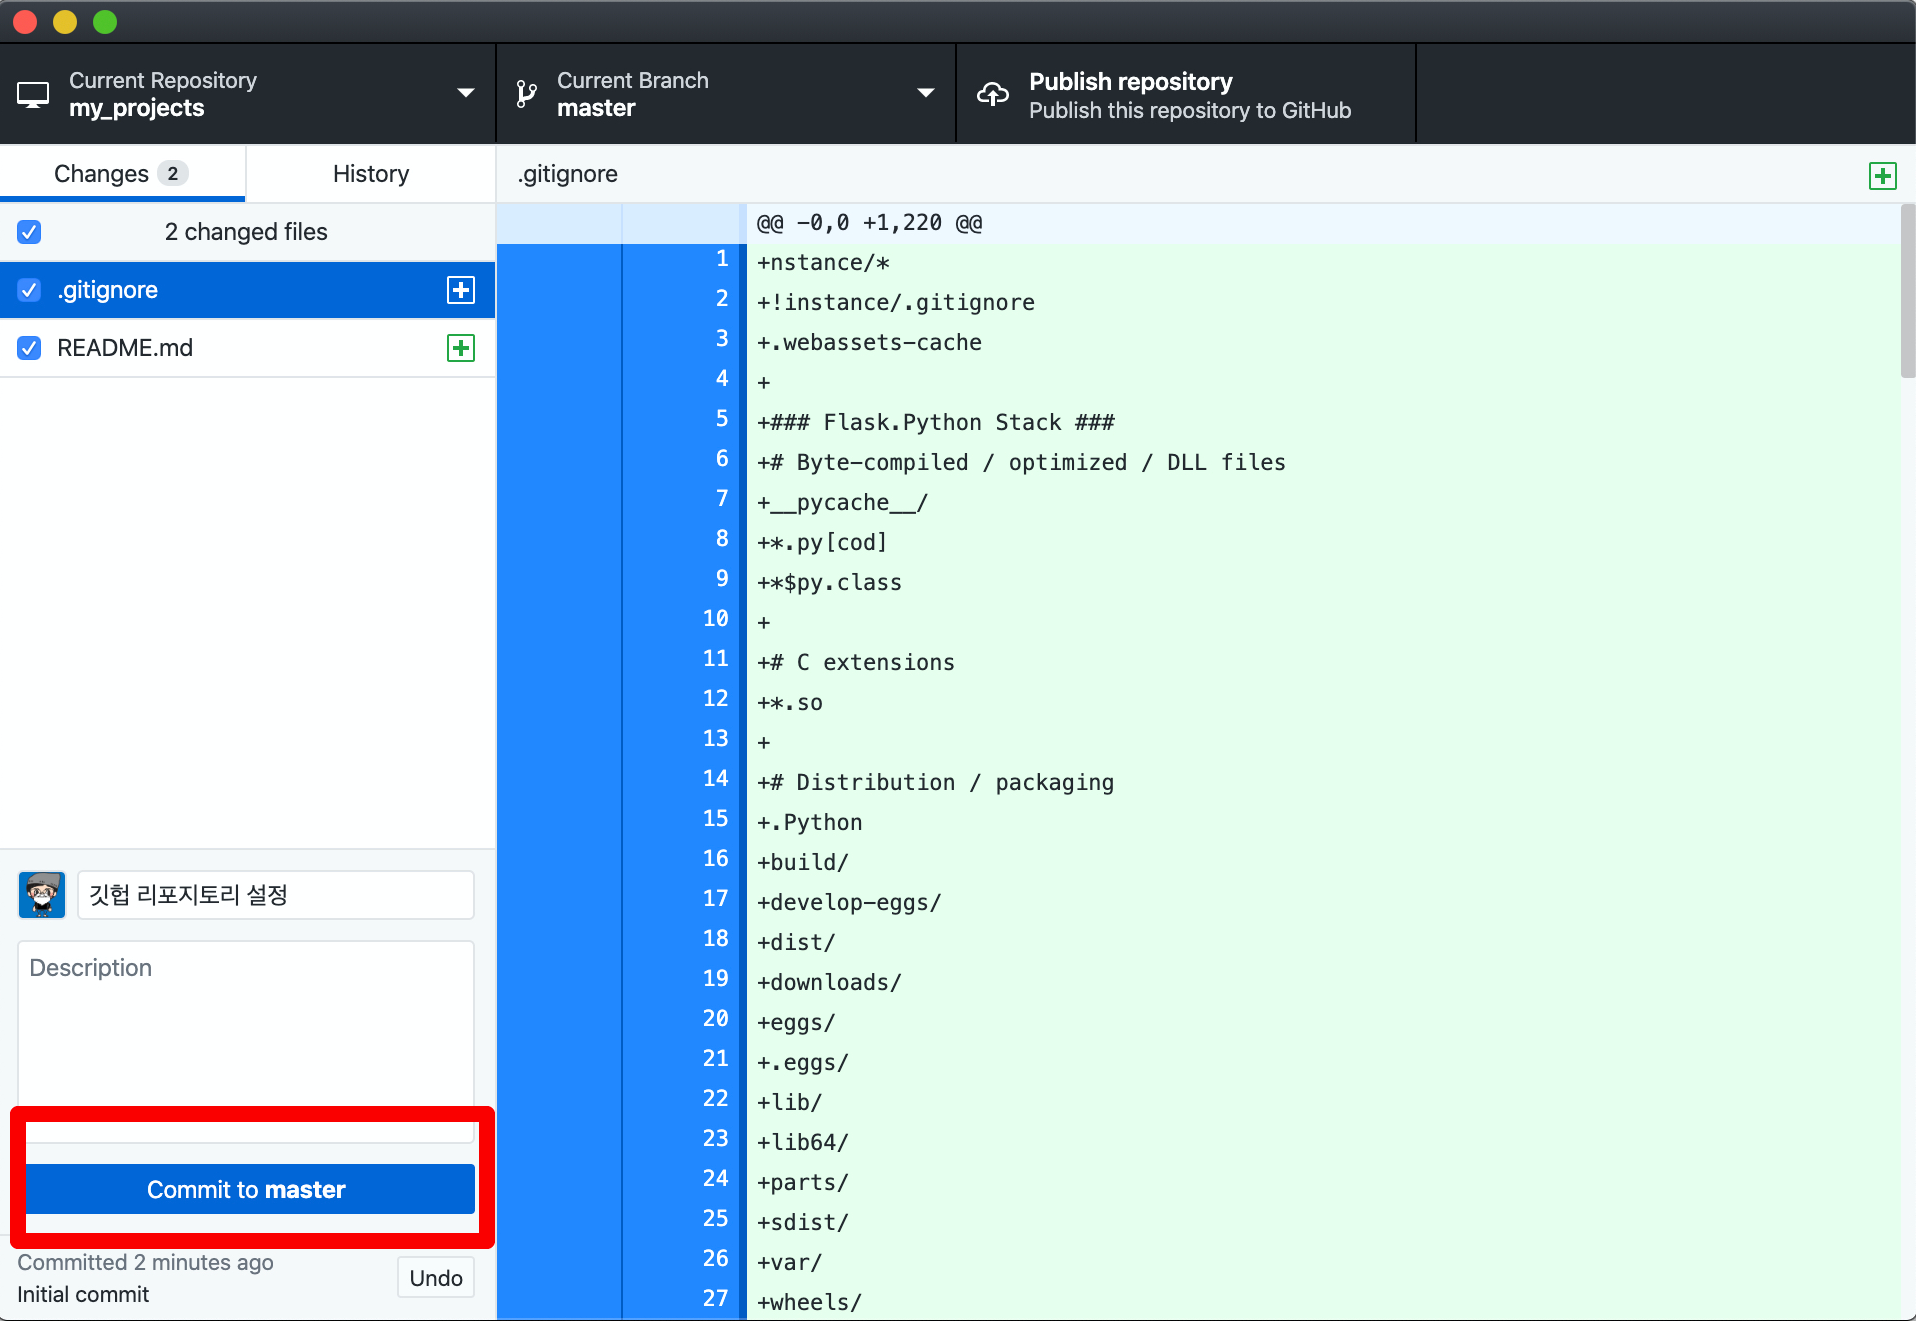 Current Repository
my_projects
Current Branch
master
Publish repository
Publish this repository to GitHub
Changes 2
History
.gitignore
2 changed files
.gitignore
README.md
@@ -0,0 +1,220 @@
1 +nstance/*
2 +!instance/.gitignore
3 +.webassets-cache
4 +
5 +### Flask.Python Stack ###
6 +# Byte-compiled / optimized / DLL files
7 +__pycache__/
8 +*.py[cod]
9 +*$py.class
10 +
11 +# C extensions
12 +*.so
13 +
14 +# Distribution / packaging
15 +.Python
16 +build/
17 +develop-eggs/
18 +dist/
19 +downloads/
20 +eggs/
21 +.eggs/
22 +lib/
23 +lib64/
24 +parts/
25 +sdist/
26 +var/
27 +wheels/
깃헙 리포지토리 설정
Description
Commit to master
Committed 2 minutes ago
Initial commit
Undo